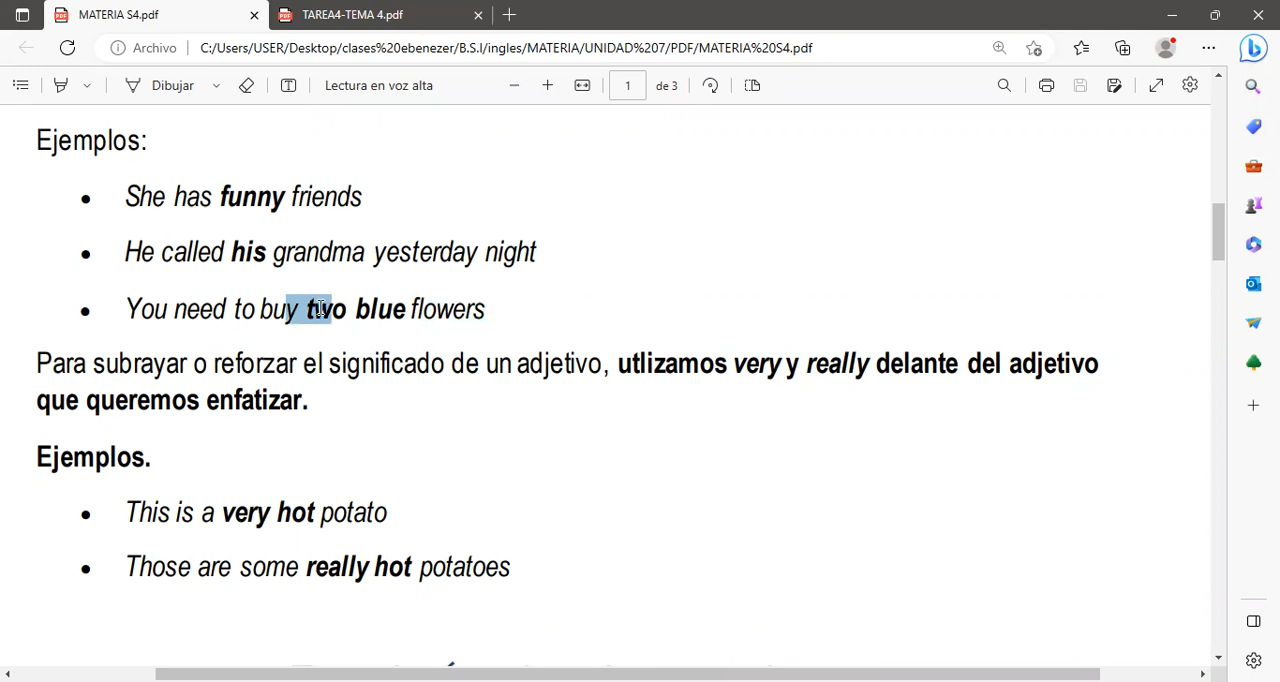 MATERIA S4.pdf
TAREA4-TEMA 4.pdf
Archivo
C:/Users/USER/Desktop/clases%20ebenezer/B.S.I/ingles/MATERIA/UNIDAD%207/PDF/MATERIA%20S4.pdf
Dibujar
Lectura en voz alta
1
de 3
Ejemplos:
• She has funny friends
• He called his grandma yesterday night
• You need to buy two blue flowers
Para subrayar o reforzar el significado de un adjetivo, utlizamos very y really delante del adjetivo
que queremos enfatizar.
Ejemplos.
• This is a very hot potato
• Those are some really hot potatoes